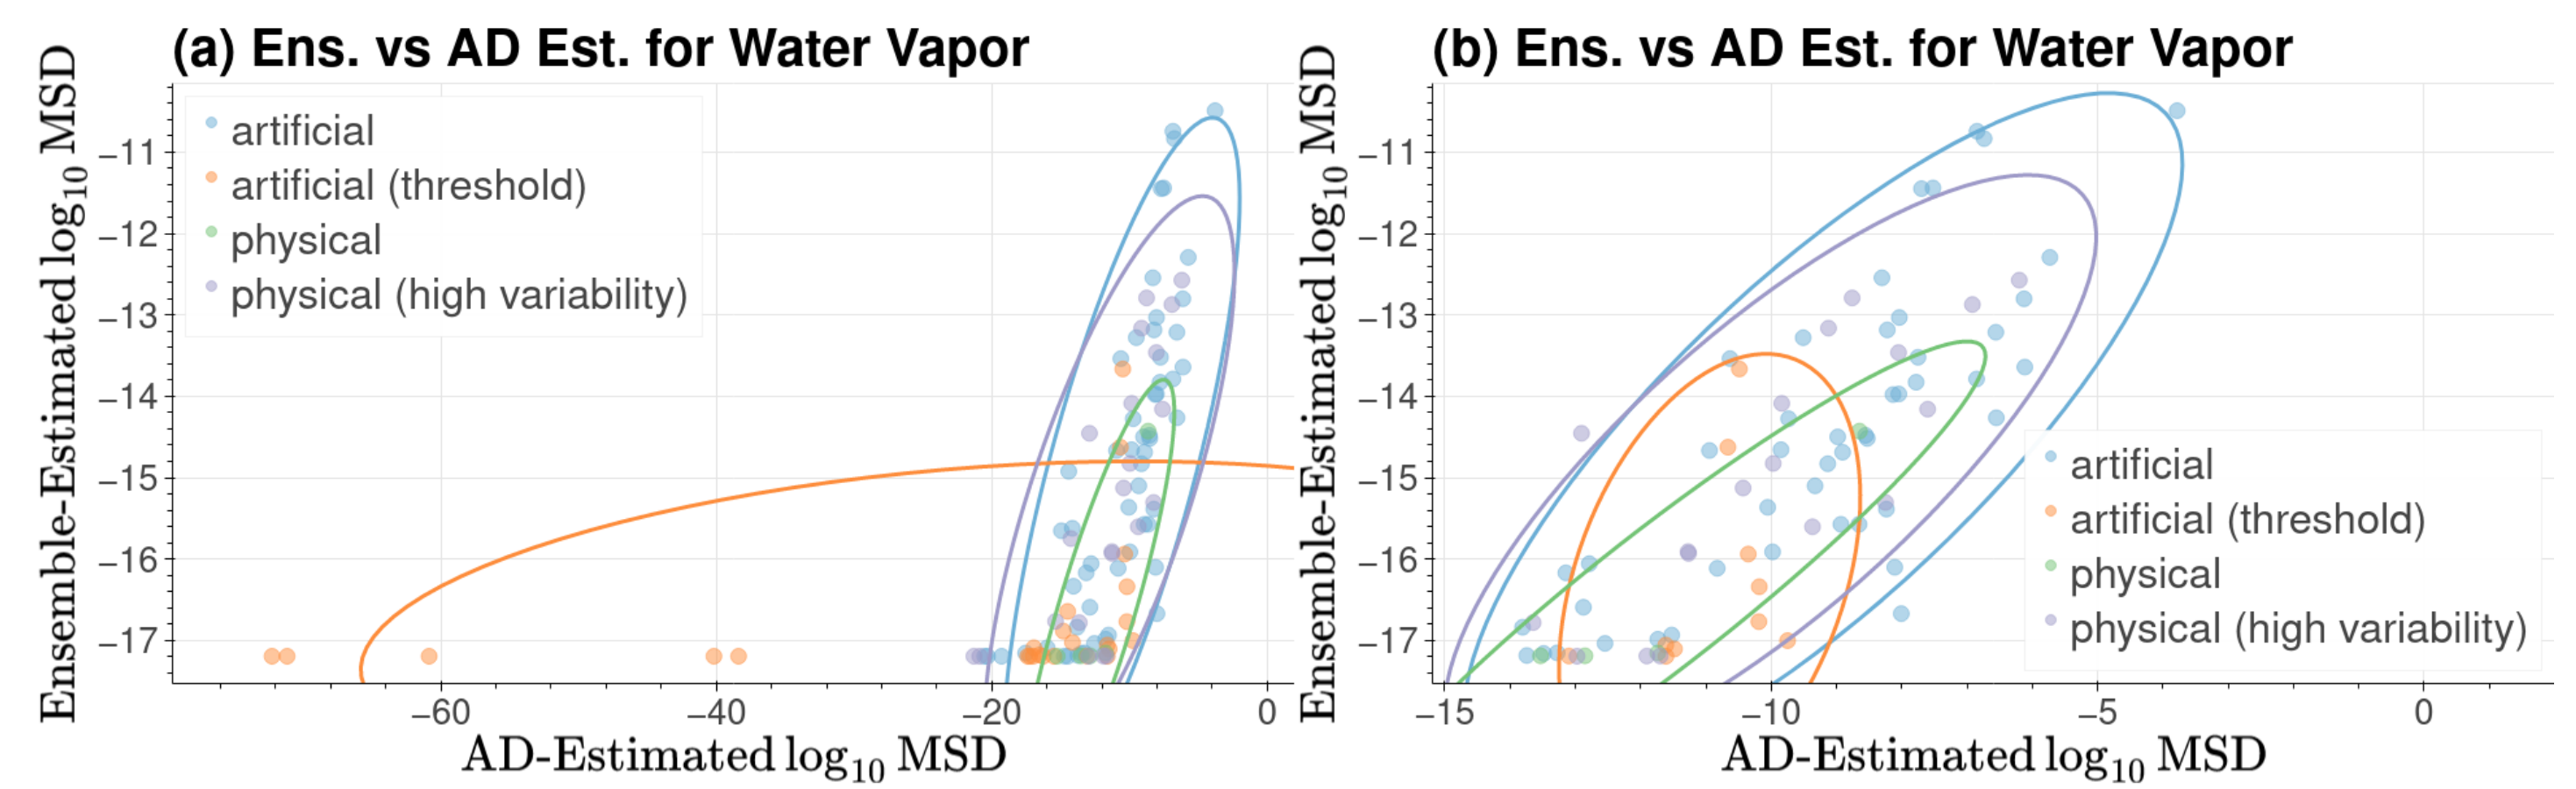 (a) Ens. vs AD Est. for Water Vapor
Ensemble-Estimated log10 MSD
artificial
artificial (threshold)
physical
physical (high variability)
−11
−12
−13
−14
−15
−16
−17
−60
−40
−20
0
AD-Estimated log10 MSD
(b) Ens. vs AD Est. for Water Vapor
Ensemble-Estimated log10 MSD
−11
−12
−13
−14
−15
−16
−17
artificial
artificial (threshold)
physical
physical (high variability)
−15
−10
−5
0
AD-Estimated log10 MSD